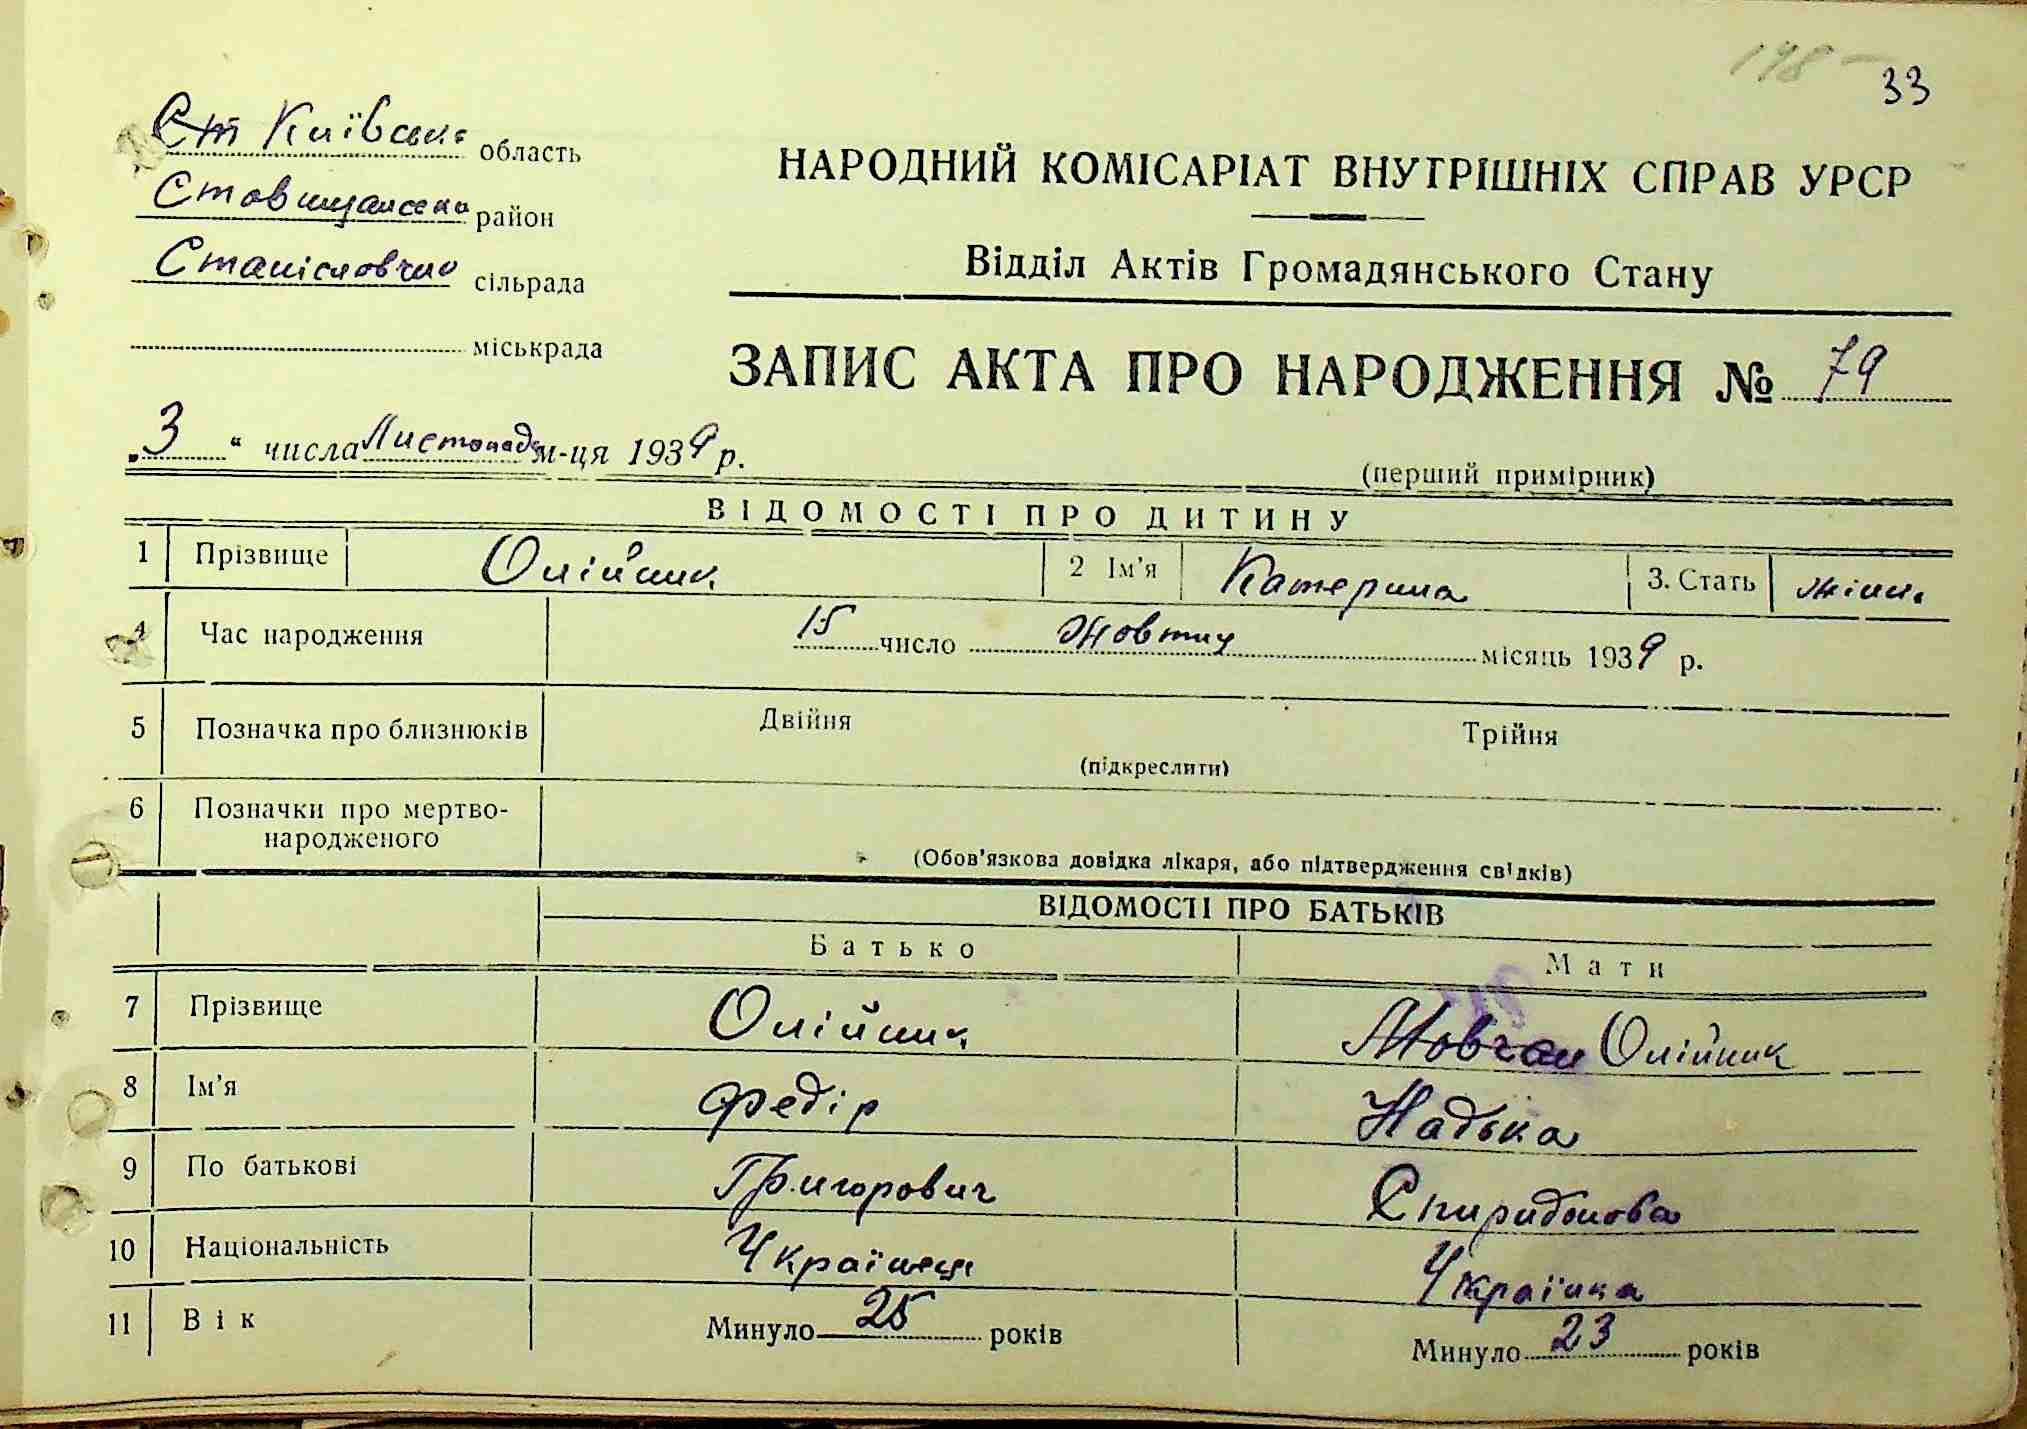 148 33
Ст Київська область
Ставищанська район
Станіславчик сільрада
міськрада
НАРОДНИЙ КОМІСАРІАТ ВНУТРІШНІХ СПРАВ УРСР
Відділ Актів Громадянського Стану
ЗАПИС АКТА ПРО НАРОДЖЕННЯ № 79
„3“ числа Листопад м-ця 1939 р.
(перший примірник)
ВІДОМОСТІ ПРО ДИТИНУ
1 Прізвище Олійник 2 Ім'я Катерина 3. Стать жіни.
4 Час народження 15 число Жовтня місяць 1939 р.
5 Позначка про близнюків Двійня Трійня
(підкреслити)
6 Позначки про мертво-
народженого
(Обов'язкова довідка лікаря, або підтвердження свідків)
ВІДОМОСТІ ПРО БАТЬКІВ
Батько Мати
7 Прізвище Олійник Мовчан Олійник
8 Ім'я Федір Надька
9 По батькові Григорович Спиридонова
10 Національність Українець Українка
11 Вік Минуло 25 років Минуло 23 років